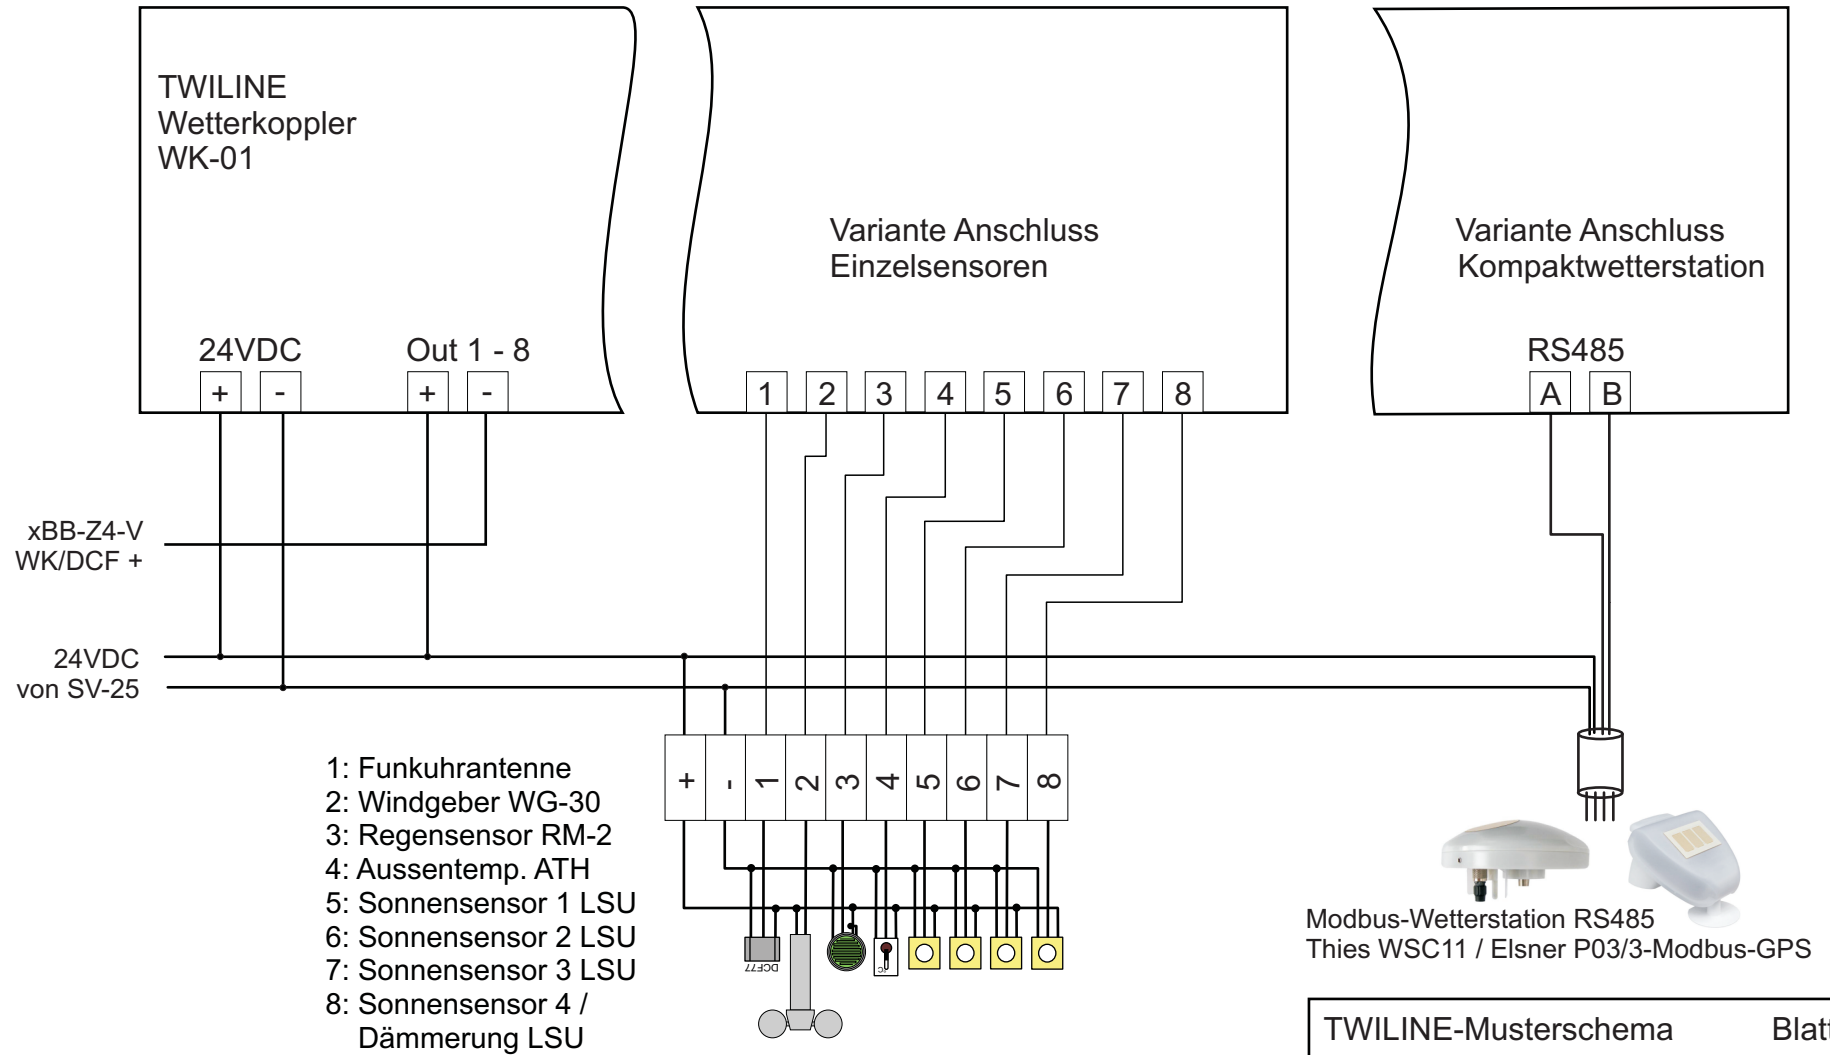 TWILINE
Wetterkoppler
WK-01
24VDC
Out 1 - 8
+
-
+
-
Variante Anschluss
Einzelsensoren
1 2 3 4 5 6 7 8
Variante Anschluss
Kompaktwetterstation
RS485
A B
xBB-Z4-V
WK/DCF +
24VDC
von SV-25
1: Funkuhrantenne
2: Windgeber WG-30
3: Regensensor RM-2
4: Aussentemp. ATH
5: Sonnensensor 1 LSU
6: Sonnensensor 2 LSU
7: Sonnensensor 3 LSU
8: Sonnensensor 4 /
Dämmerung LSU
+ - 1 2 3 4 5 6 7 8
DCF77
°C
Modbus-Wetterstation RS485
Thies WSC11 / Elsner P03/3-Modbus-GPS
TWILINE-Musterschema Blatt